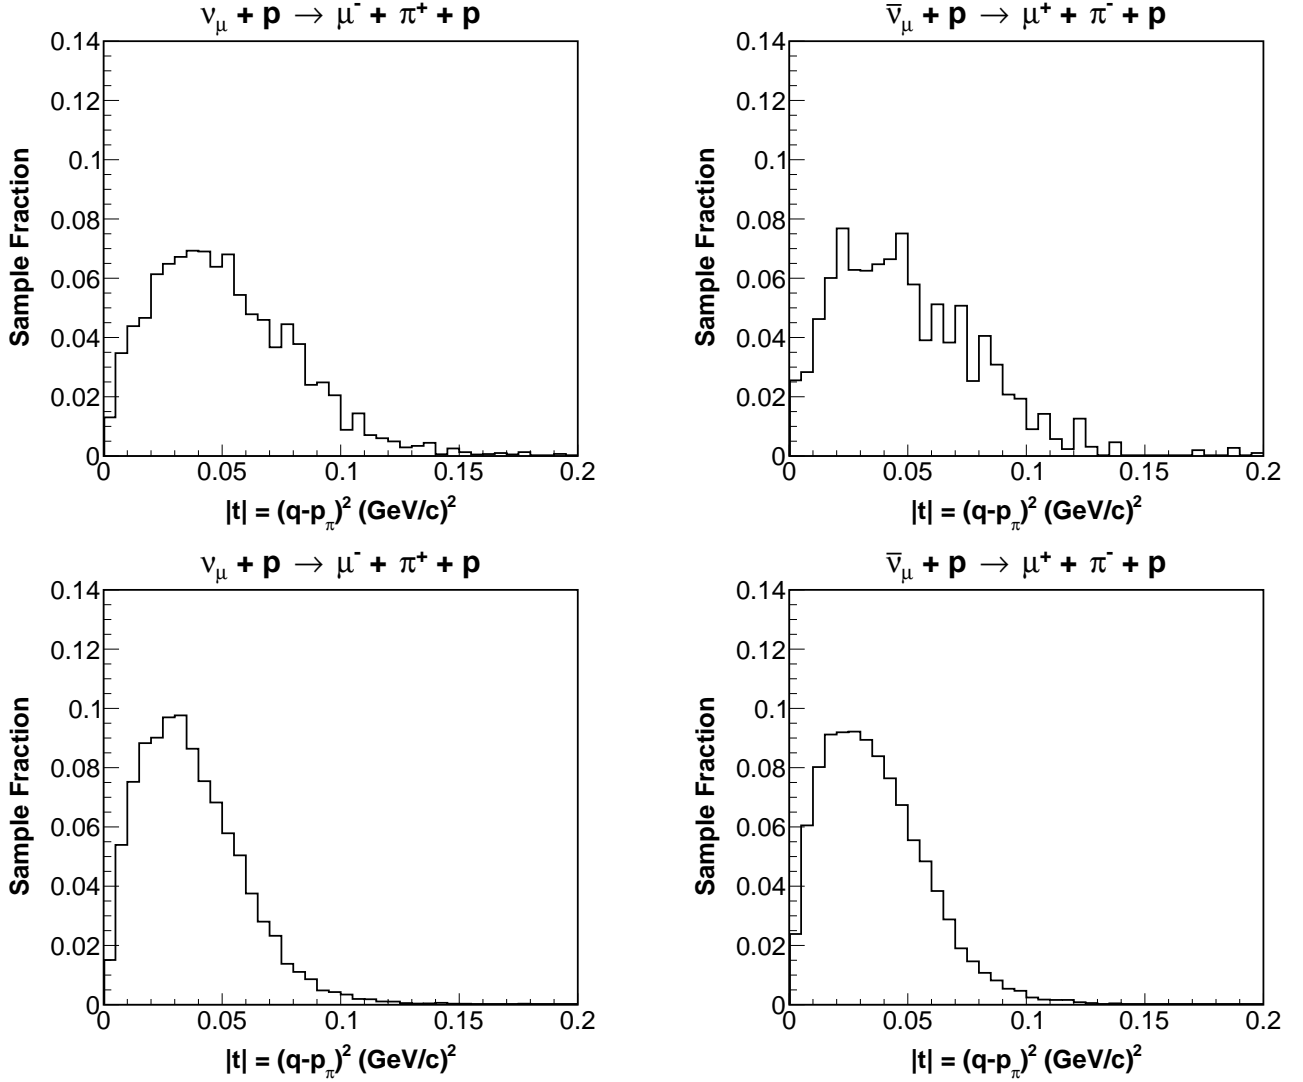 νμ + p → μ- + π+ + p
0.14
0.12
0.1
0.08
0.06
0.04
0.02
0
Sample Fraction
0 0.05 0.1 0.15 0.2
|t| = (q-pπ)² (GeV/c)²
ν̅μ + p → μ+ + π- + p
0.14
0.12
0.1
0.08
0.06
0.04
0.02
0
Sample Fraction
0 0.05 0.1 0.15 0.2
|t| = (q-pπ)² (GeV/c)²
νμ + p → μ- + π+ + p
0.14
0.12
0.1
0.08
0.06
0.04
0.02
0
Sample Fraction
0 0.05 0.1 0.15 0.2
|t| = (q-pπ)² (GeV/c)²
ν̅μ + p → μ+ + π- + p
0.14
0.12
0.1
0.08
0.06
0.04
0.02
0
Sample Fraction
0 0.05 0.1 0.15 0.2
|t| = (q-pπ)² (GeV/c)²